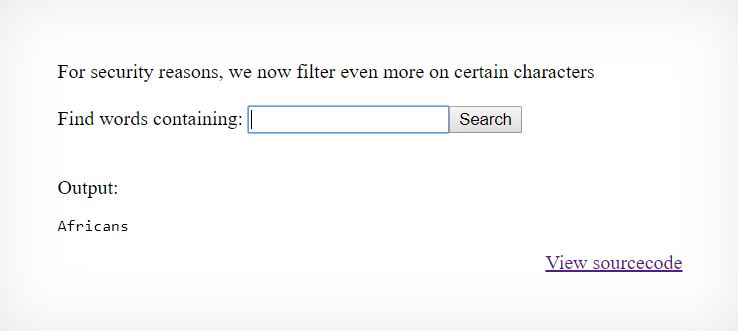 For security reasons, we now filter even more on certain characters
Find words containing: Search
Output:
Africans
View sourcecode